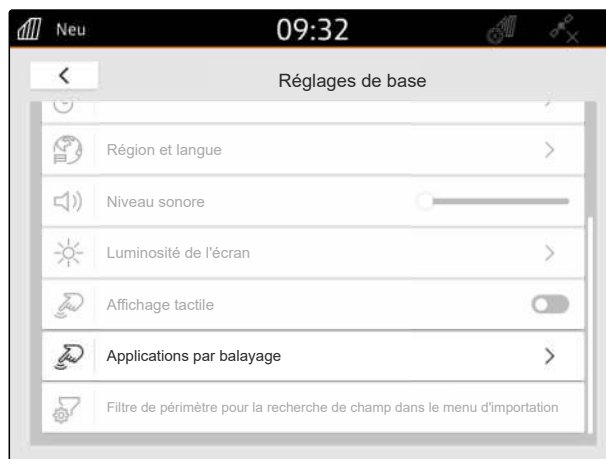 Neu
09:32
Réglages de base
Région et langue
Niveau sonore
Luminosité de l'écran
Affichage tactile
Applications par balayage
Filtre de périmètre pour la recherche de champ dans le menu d'importation